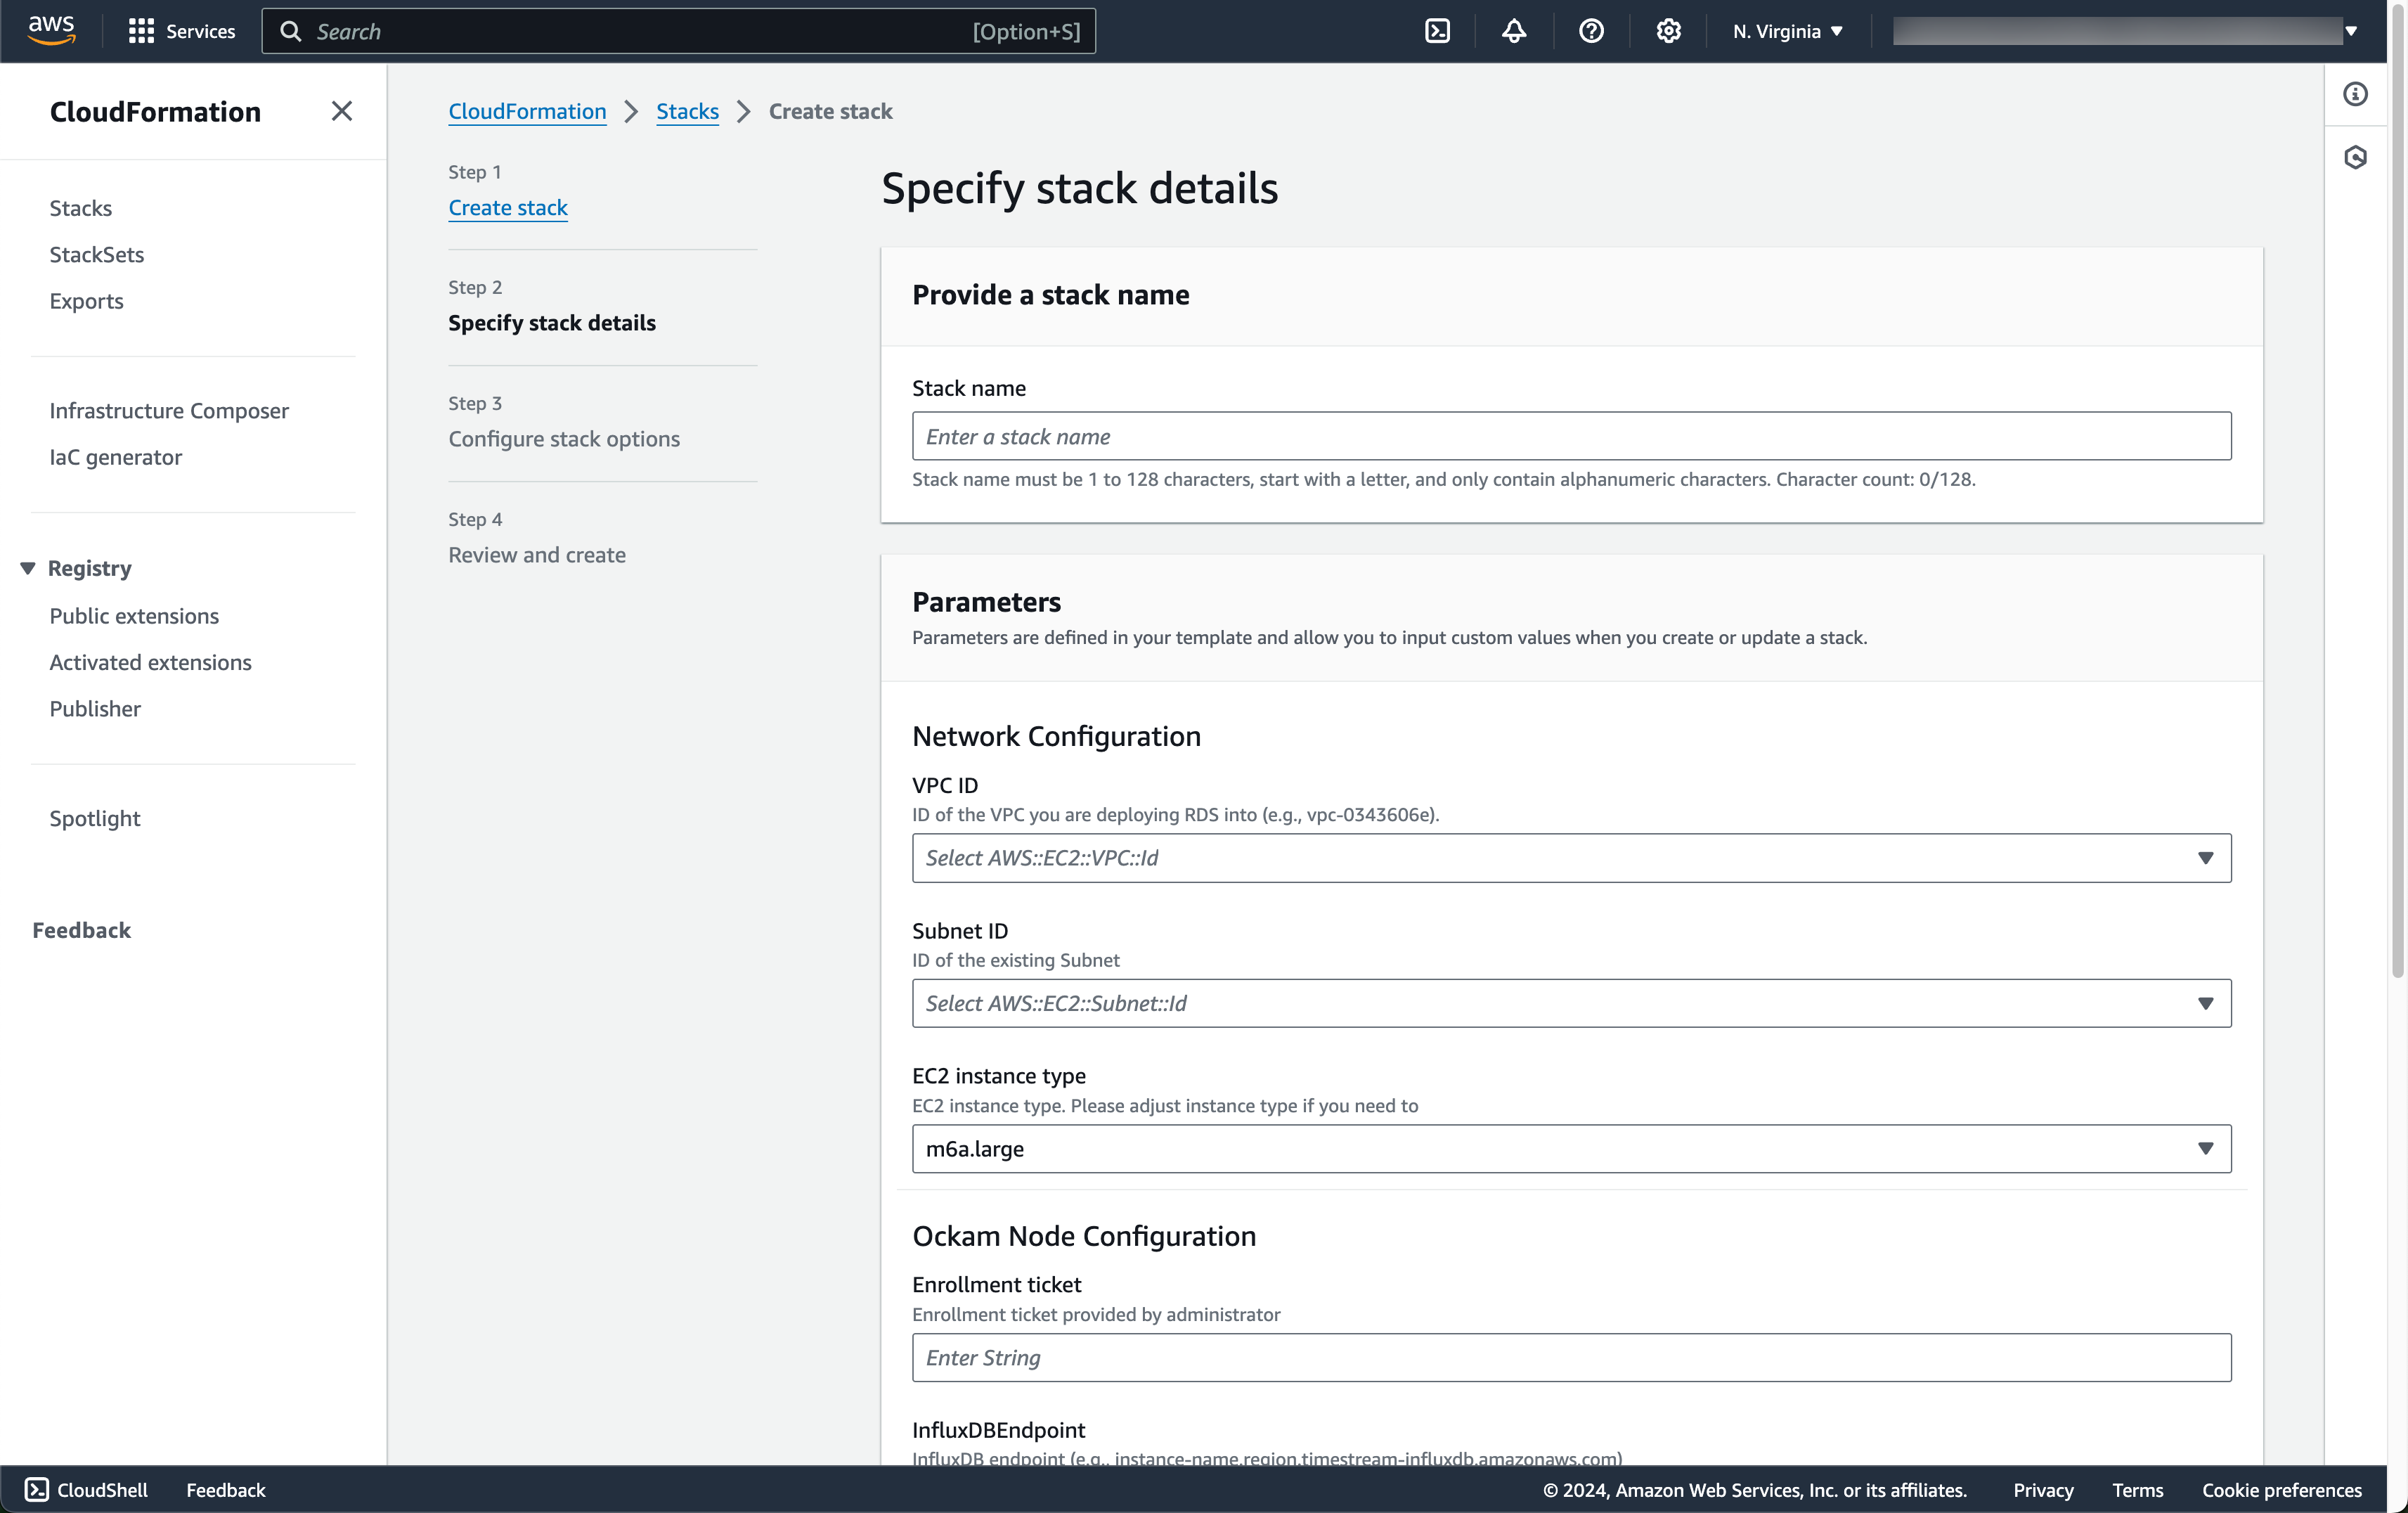 aws
Services
Search
[Option+S]
N. Virginia
CloudFormation
Stacks
StackSets
Exports
Infrastructure Composer
IaC generator
Registry
Public extensions
Activated extensions
Publisher
Spotlight
Feedback
CloudFormation
Stacks
Create stack
Step 1
Create stack
Step 2
Specify stack details
Step 3
Configure stack options
Step 4
Review and create
Specify stack details
Provide a stack name
Stack name
Enter a stack name
Stack name must be 1 to 128 characters, start with a letter, and only contain alphanumeric characters. Character count: 0/128.
Parameters
Parameters are defined in your template and allow you to input custom values when you create or update a stack.
Network Configuration
VPC ID
ID of the VPC you are deploying RDS into (e.g., vpc-0343606e).
Select AWS::EC2::VPC::Id
Subnet ID
ID of the existing Subnet
Select AWS::EC2::Subnet::Id
EC2 instance type
EC2 instance type. Please adjust instance type if you need to
m6a.large
Ockam Node Configuration
Enrollment ticket
Enrollment ticket provided by administrator
Enter String
InfluxDBEndpoint
InfluxDB endpoint (e.g., instance-name.region.timestream-influxdb.amazonaws.com)
CloudShell
Feedback
© 2024, Amazon Web Services, Inc. or its affiliates.
Privacy
Terms
Cookie preferences